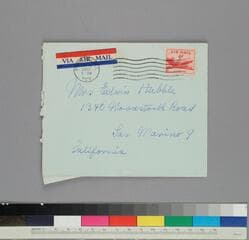 VIA AIR MAIL
AIR MAIL
Mrs Edwin Hubble
1340 Woodstock Road
San Marino 9
California